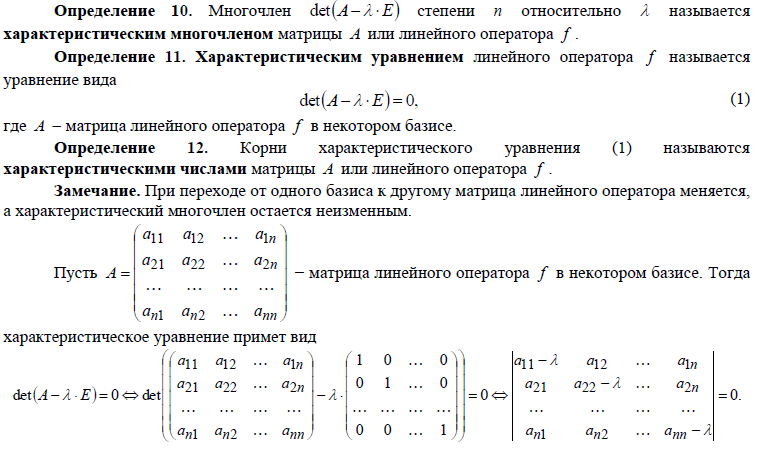 Определение 10. Многочлен det(A−λ·E) степени n относительно λ называется
характеристическим многочленом матрицы A или линейного оператора f .
Определение 11. Характеристическим уравнением линейного оператора f называется
уравнение вида
det(A−λ·E)=0, (1)
где A − матрица линейного оператора f в некотором базисе.
Определение 12. Корни характеристического уравнения (1) называются
характеристическими числами матрицы A или линейного оператора f .
Замечание. При переходе от одного базиса к другому матрица линейного оператора меняется,
а характеристический многочлен остается неизменным.
a11 a12 … a1n
a21 a22 … a2n
Пусть A= − матрица линейного оператора f в некотором базисе. Тогда
… … … …
an1 an2 … ann
характеристическое уравнение примет вид
a11 a12 … a1n 1 0 … 0 a11−λ a12 … a1n
a21 a22 … a2n 0 1 … 0 a21 a22−λ … a2n
det(A−λ·E)=0⇔det −λ· =0⇔ =0.
… … … … … … … … … … … …
an1 an2 … ann 0 0 … 1 an1 an2 … ann−λ